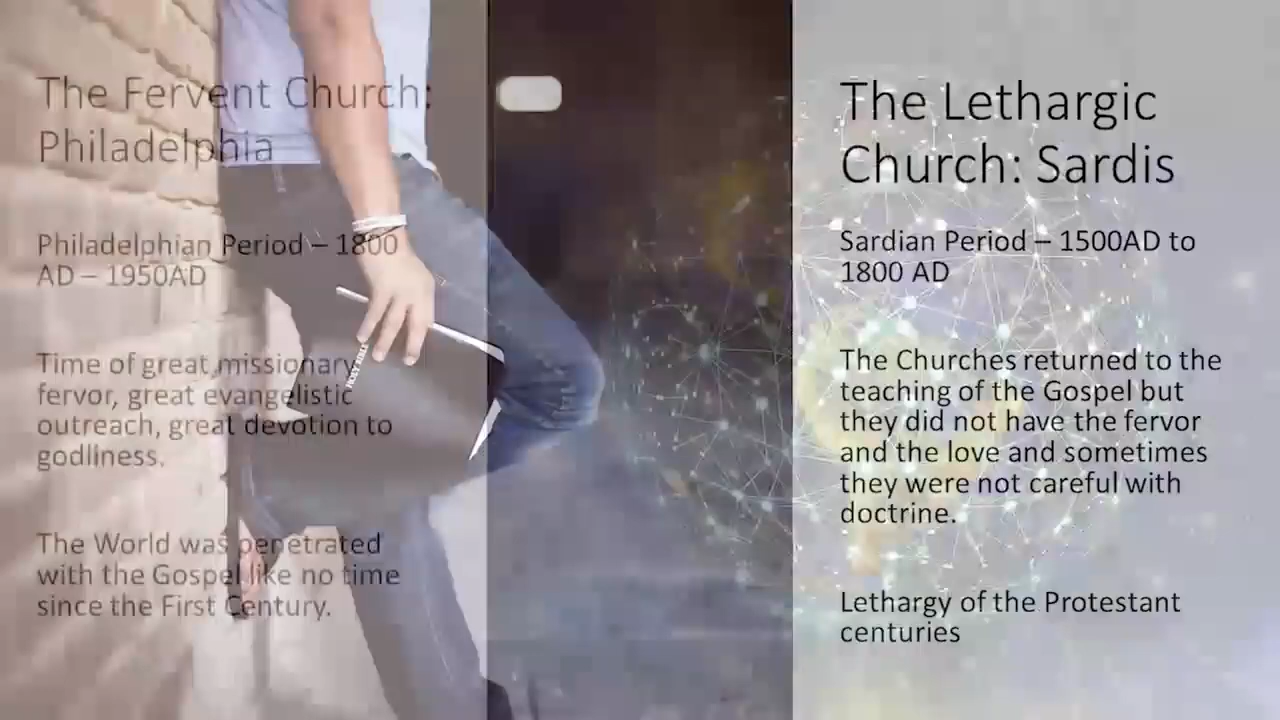 The Fervent Church:
Philadelphia
Philadelphian Period – 1800
AD – 1950AD
Time of great missionary
fervor, great evangelistic
outreach, great devotion to
godliness.
The World was penetrated
with the Gospel like no time
since the First Century.
HOLY BIBLE
The Lethargic
Church: Sardis
Sardian Period – 1500AD to
1800 AD
The Churches returned to the
teaching of the Gospel but
they did not have the fervor
and the love and sometimes
they were not careful with
doctrine.
Lethargy of the Protestant
centuries